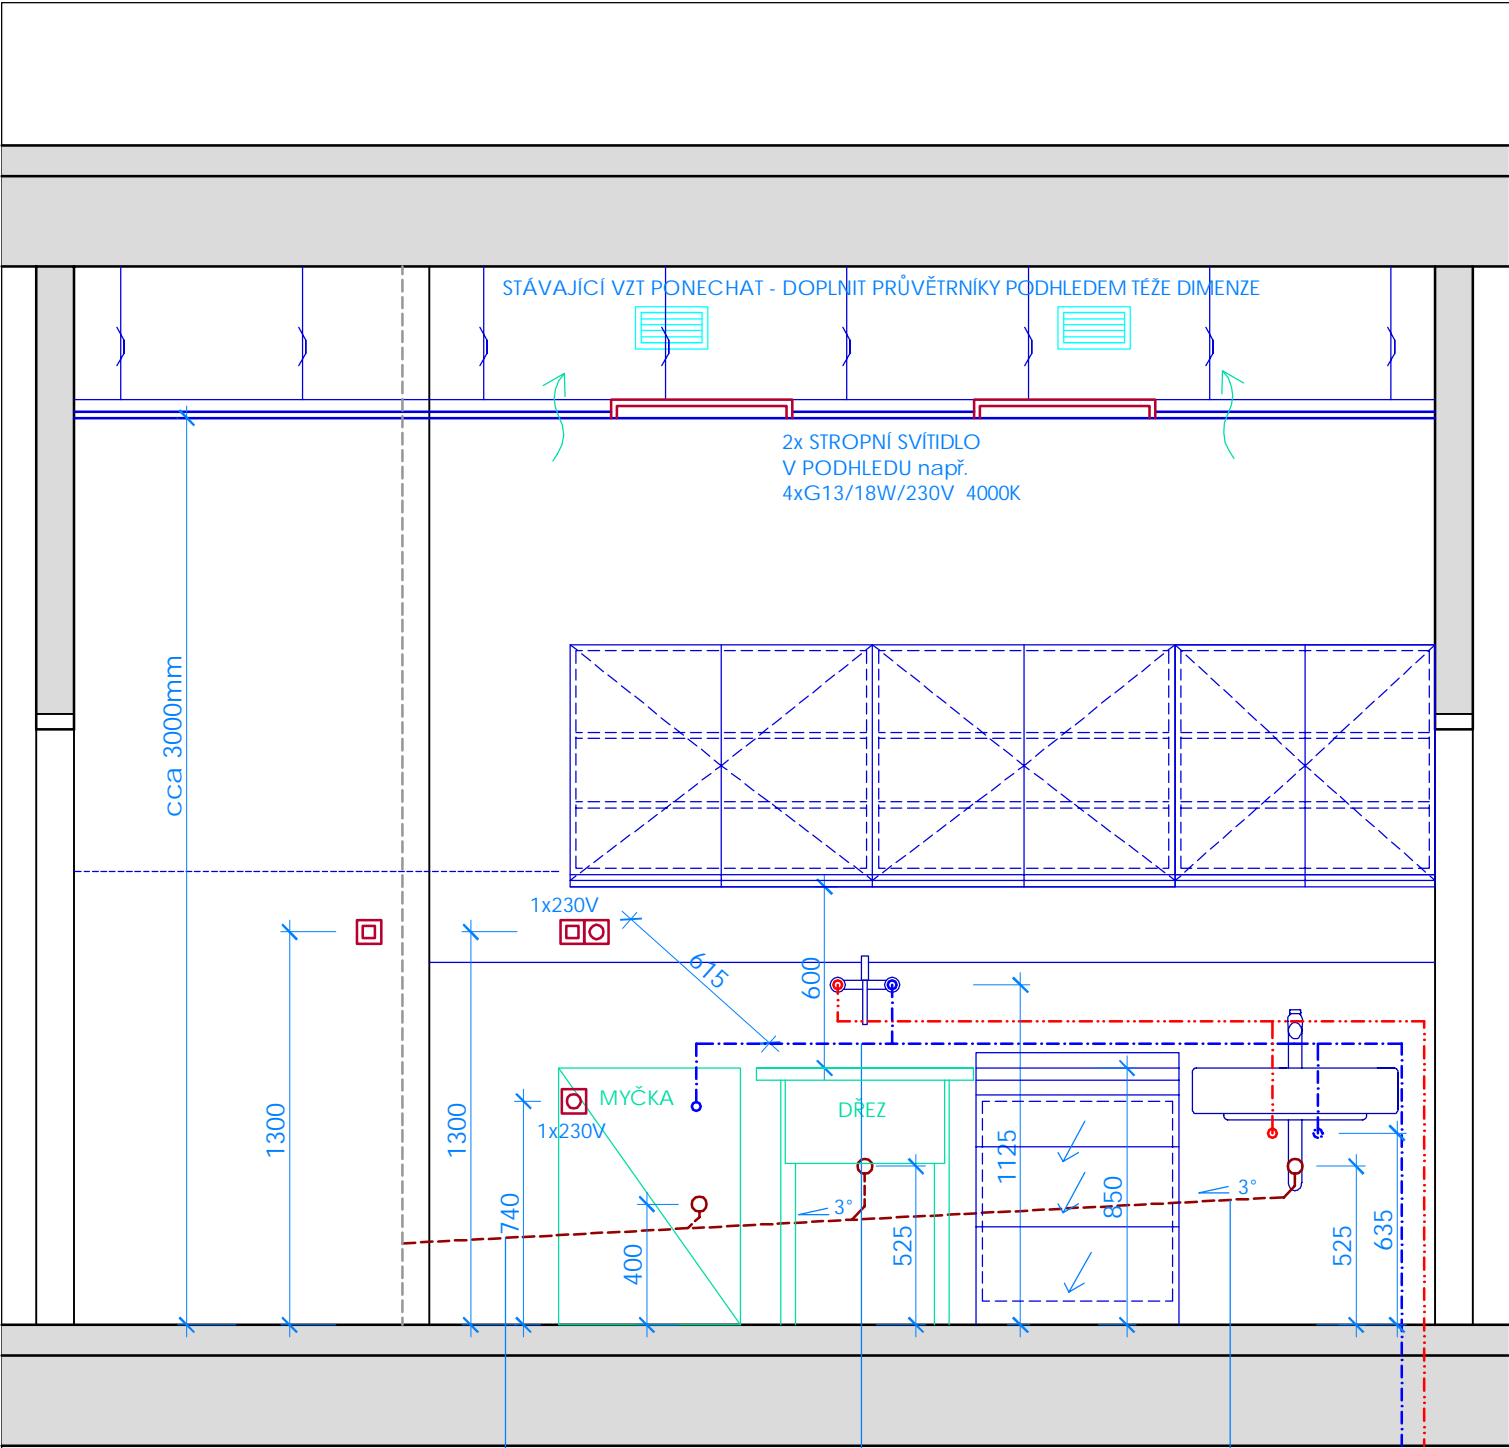 STÁVAJÍCÍ VZT PONECHAT - DOPLNIT PRŮVĚTRNÍKY PODHLEDEM TÉŽE DIMENZE
2x STROPNÍ SVÍTIDLO
V PODHLEDU např.
4xG13/18W/230V 4000K
cca 3000mm
1x230V
615
600
MYČKA
DŘEZ
1x230V
1300
1300
1125
850
740
3°
3°
400
525
525
635